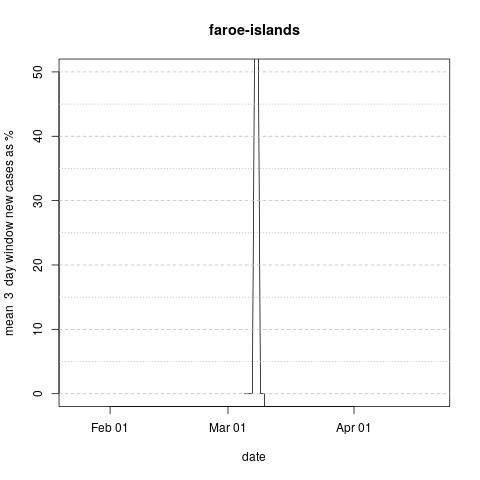 faroe-islands
mean 3 day window new cases as %
50
40
30
20
10
0
Feb 01
Mar 01
Apr 01
date